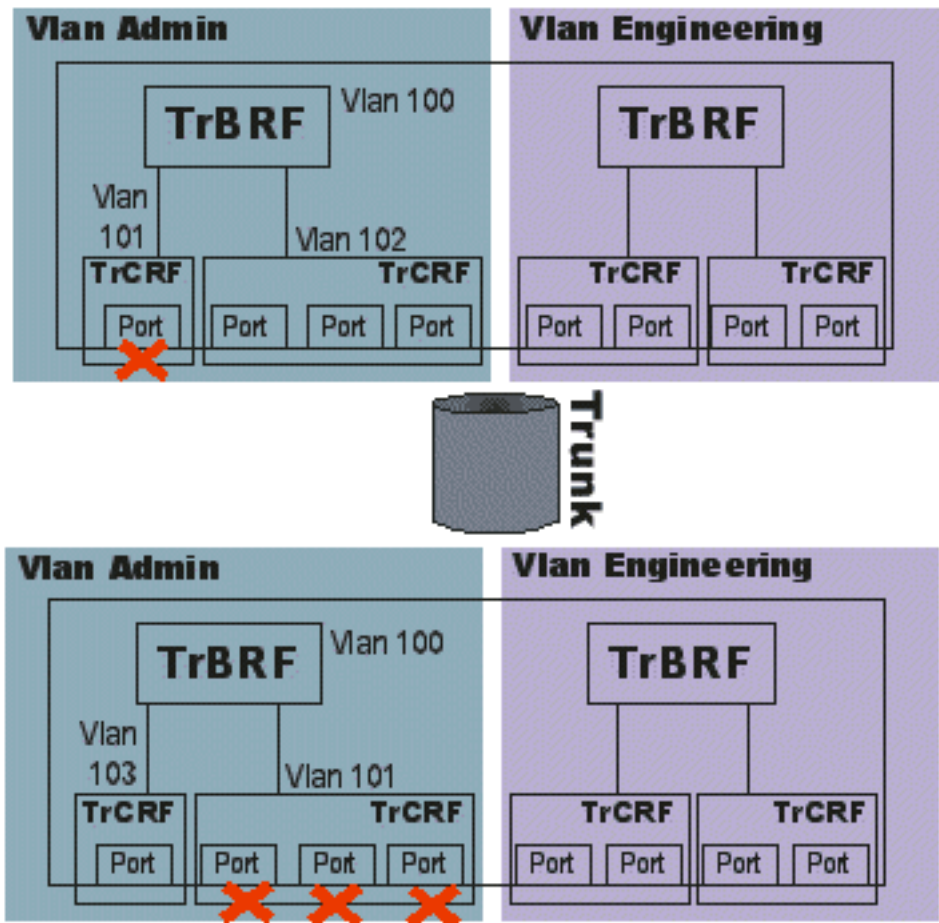 Vlan Admin
Vlan Engineering
TrBRF
Vlan 100
TrBRF
Vlan
101
Vlan 102
TrCRF
TrCRF
TrCRF
TrCRF
Port
Port
Port
Port
Port
Port
Port
Port
Trunk
Vlan Admin
Vlan Engineering
TrBRF
Vlan 100
TrBRF
Vlan
103
Vlan 101
TrCRF
TrCRF
TrCRF
TrCRF
Port
Port
Port
Port
Port
Port
Port
Port